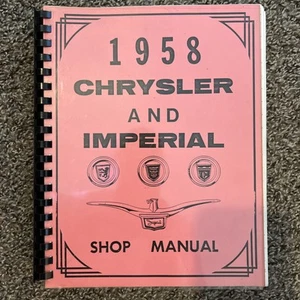 1958
CHRYSLER
AND
IMPERIAL
SHOP MANUAL